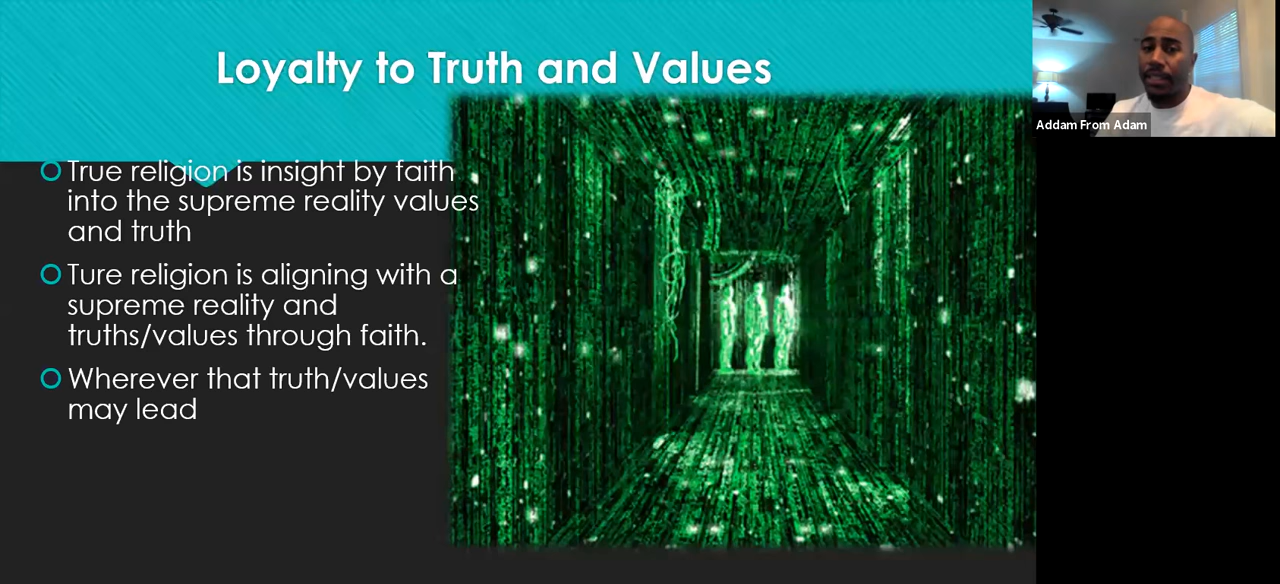 Loyalty to Truth and Values
True religion is insight by faith
into the supreme reality values
and truth
Ture religion is aligning with a
supreme reality and
truths/values through faith.
Wherever that truth/values
may lead
Addam From Adam